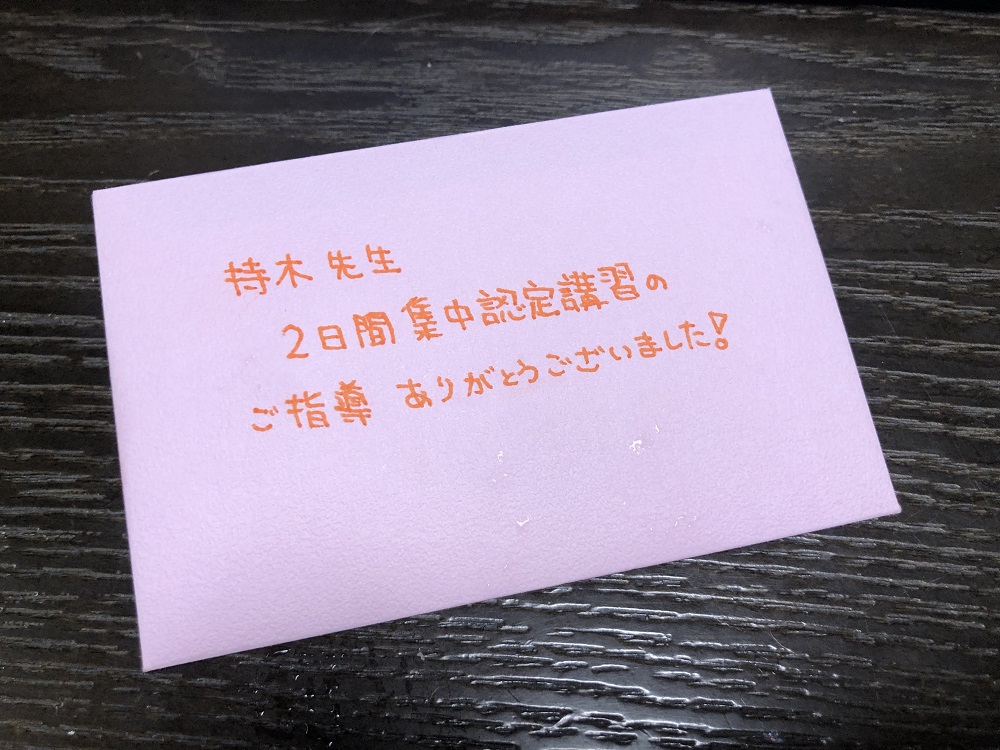 持木先生
2日間集中認定講習の
ご指導 ありがとうございました!